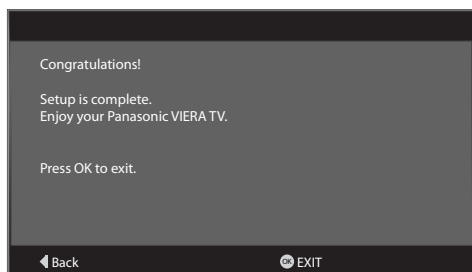 Congratulations!
Setup is complete.
Enjoy your Panasonic VIERA TV.
Press OK to exit.
Back
OK EXIT